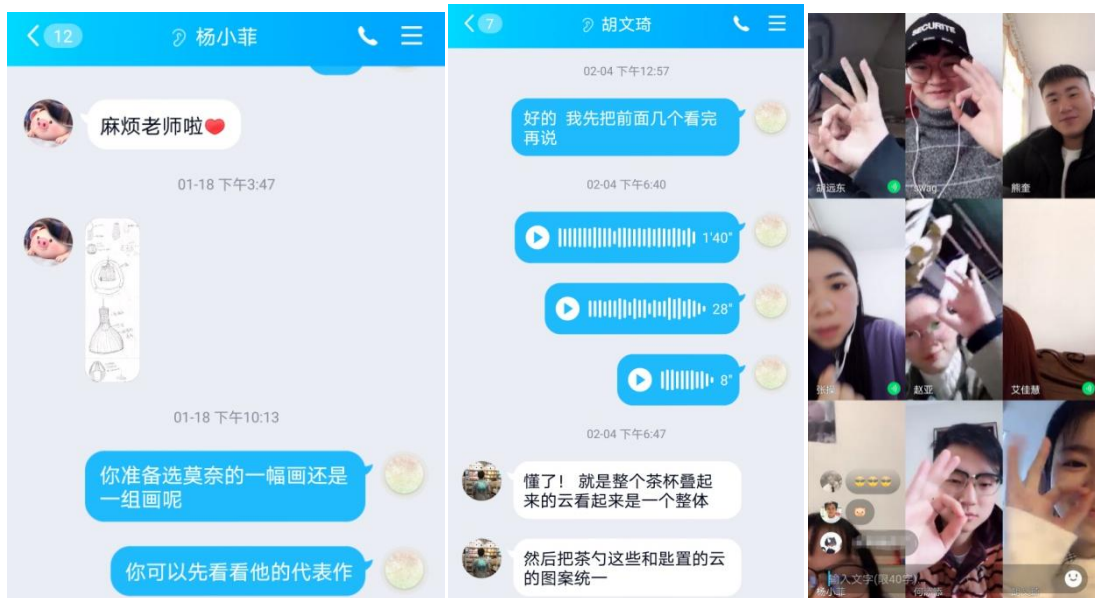 12
杨小菲
麻烦老师啦
01-18 下午3:47
01-18 下午10:13
你准备选莫奈的一幅画还是
一组画呢
你可以先看看他的代表作
7
胡文琦
02-04 下午12:57
好的 我先把前面几个看完
再说
02-04 下午6:40
1'40"
28"
8"
02-04 下午6:47
懂了! 就是整个茶杯叠起
来的云看起来是一个整体
然后把茶勺这些和匙置的云
的图案统一
SECURITE
胡远东
swag
熊奎
赵亚
艾佳慧
输入文字(限40字)
杨小菲